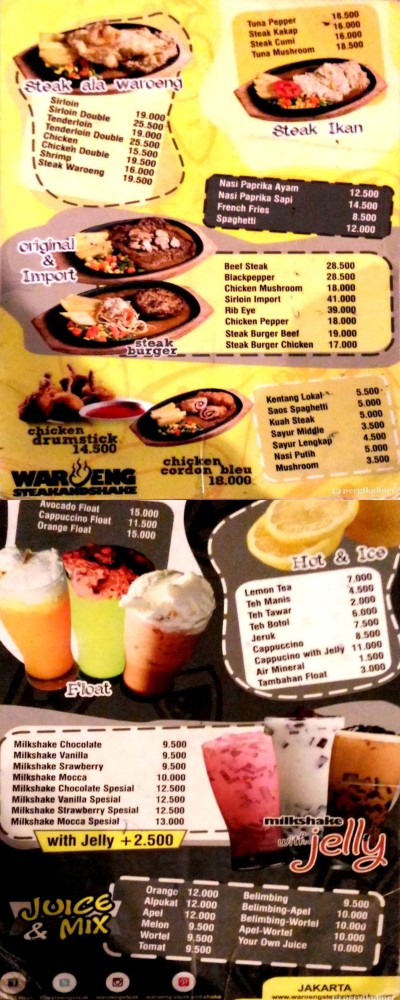 Steak ala waroeng
Sirloin 19.000
Sirloin Double 25.500
Tenderloin 19.000
Tenderloin Double 25.500
Chicken 15.500
Chicken Double 19.500
Shrimp 16.000
Steak Waroeng 19.500
Tuna Pepper 18.500
Steak Kakap 16.000
Steak Cumi 16.000
Tuna Mushroom 18.500
Steak Ikan
Nasi Paprika Ayam 12.500
Nasi Paprika Sapi 14.500
French Fries 8.500
Spaghetti 12.000
original
&
Import
steak
burger
Beef Steak 28.500
Blackpepper 28.500
Chicken Mushroom 18.000
Sirloin Import 41.000
Rib Eye 39.000
Chicken Pepper 18.000
Steak Burger Beef 19.000
Steak Burger Chicken 17.000
chicken
drumstick
14.500
chicken
cordon bleu
18.000
Kentang Lokal 5.500
Saos Spaghetti 5.000
Kuah Steak 5.000
Sayur Middle 3.500
Sayur Lengkap 4.500
Nasi Putih 5.000
Mushroom 3.500
WAROENG
STEAKANDSHAKE
Avocado Float 15.000
Cappuccino Float 11.500
Orange Float 15.000
Float
Hot & Ice
Lemon Tea 7.000
Teh Manis 4.500
Teh Tawar 2.000
Teh Botol 6.000
Jeruk 7.500
Cappuccino 8.500
Cappucino with Jelly 11.000
Air Mineral 1.500
Tambahan Float 3.000
Milkshake Chocolate 9.500
Milkshake Vanilla 9.500
Milkshake Srawberry 9.500
Milkshake Mocca 10.000
Milkshake Chocolate Spesial 12.500
Milkshake Vanilla Spesial 12.500
Milkshake Strawberry Spesial 12.500
Milkshake Mocca Spesial 13.000
with Jelly +2.500
milkshake
with jelly
JUICE
& MIX
Orange 12.000
Alpukat 12.000
Apel 12.000
Melon 9.500
Wortel 9.500
Tomat 9.500
Belimbing 9.500
Belimbing-Apel 10.000
Belimbing-Wortel 10.000
Apel-Wortel 10.000
Your Own Juice 10.000
JAKARTA